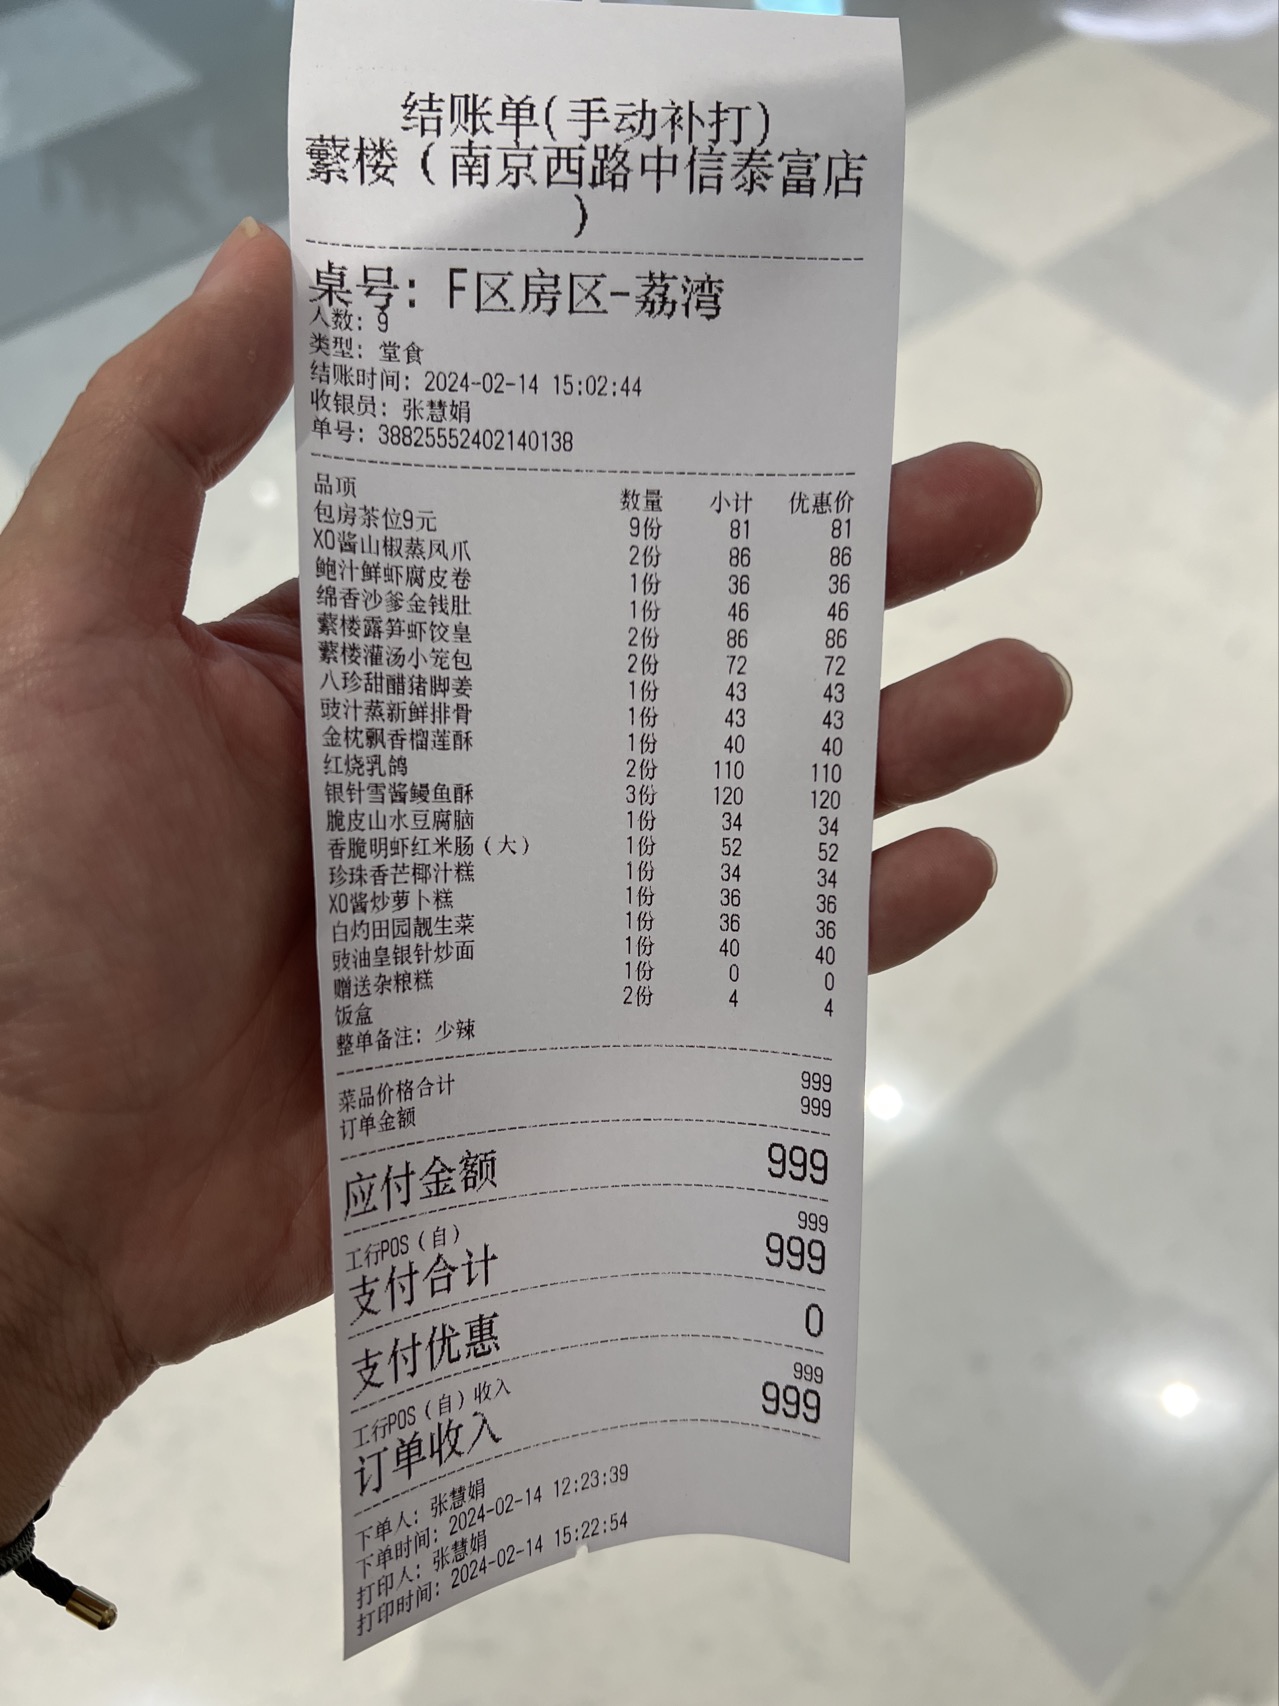 结账单(手动补打)
蘩楼（南京西路中信泰富店
）
桌号: F区房区-荔湾
人数: 9
类型: 堂食
结账时间: 2024-02-14 15:02:44
收银员: 张慧娟
单号: 38825552402140138
品项 数量 小计 优惠价
包房茶位9元 9份 81 81
XO酱山椒蒸凤爪 2份 86 86
鲍汁鲜虾腐皮卷 1份 36 36
绵香沙爹金钱肚 1份 46 46
蘩楼露笋虾饺皇 2份 86 86
蘩楼灌汤小笼包 2份 72 72
八珍甜醋猪脚姜 1份 43 43
豉汁蒸新鲜排骨 1份 43 43
金枕飘香榴莲酥 1份 40 40
红烧乳鸽 2份 110 110
银针雪酱鳗鱼酥 3份 120 120
脆皮山水豆腐脑 1份 34 34
香脆明虾红米肠（大） 1份 52 52
珍珠香芒椰汁糕 1份 34 34
XO酱炒萝卜糕 1份 36 36
白灼田园靓生菜 1份 36 36
豉油皇银针炒面 1份 40 40
赠送杂粮糕 1份 0 0
饭盒 2份 4 4
整单备注: 少辣
菜品价格合计 999
订单金额 999
应付金额 999
工行POS（自） 999
支付合计 999
支付优惠 0
工行POS（自）收入 999
订单收入 999
下单人: 张慧娟
下单时间: 2024-02-14 12:23:39
打印人: 张慧娟
打印时间: 2024-02-14 15:22:54